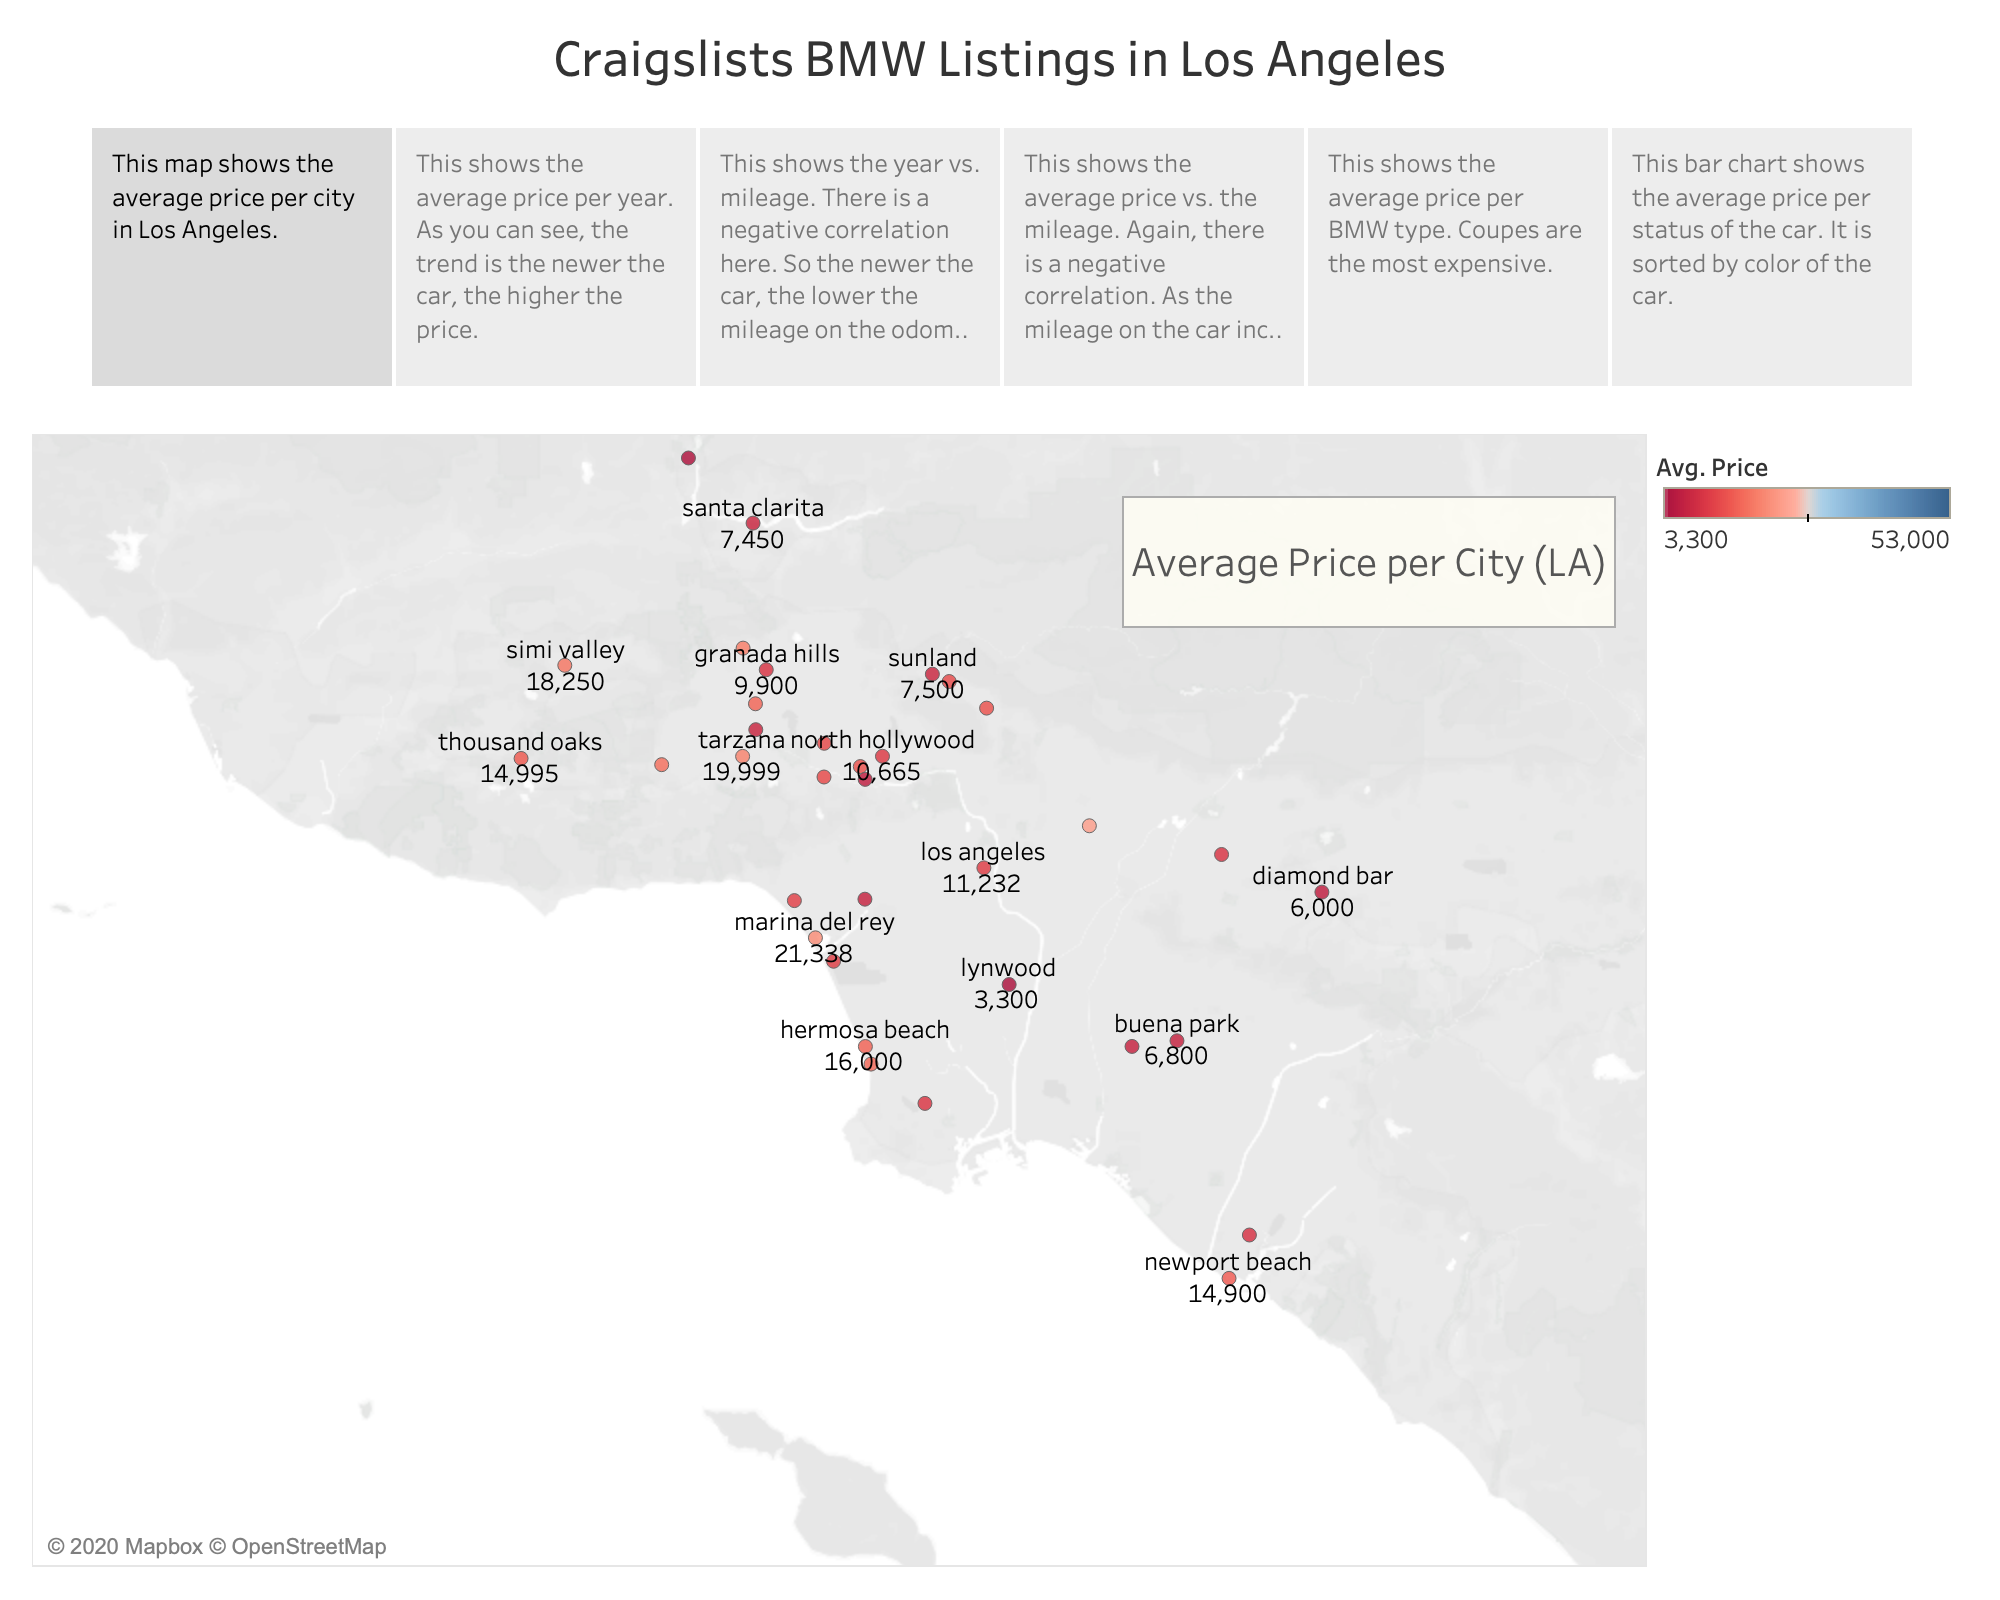 Craigslists BMW Listings in Los Angeles
This map shows the
average price per city
in Los Angeles.
This shows the
average price per year.
As you can see, the
trend is the newer the
car, the higher the
price.
This shows the year vs.
mileage. There is a
negative correlation
here. So the newer the
car, the lower the
mileage on the odom..
This shows the
average price vs. the
mileage. Again, there
is a negative
correlation. As the
mileage on the car inc..
This shows the
average price per
BMW type. Coupes are
the most expensive.
This bar chart shows
the average price per
status of the car. It is
sorted by color of the
car.
Avg. Price
3,300 53,000
Average Price per City (LA)
santa clarita
7,450
simi valley
18,250
granada hills
9,900
sunland
7,500
thousand oaks
14,995
tarzana
19,999
north hollywood
10,665
los angeles
11,232
diamond bar
6,000
marina del rey
21,338
lynwood
3,300
hermosa beach
16,000
buena park
6,800
newport beach
14,900
© 2020 Mapbox © OpenStreetMap